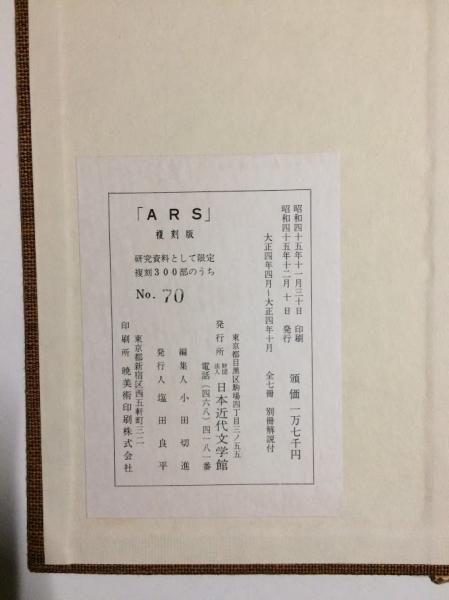 「ARS」
複刻版
研究資料として限定
複刻300部のうち
No. 70
昭和四十五年十一月三十日 印刷
昭和四十五年十二月十日 発行
大正四年四月～大正四年十月 全七冊 別冊解説付
頒価 一万七千円
東京都目黒区駒場四丁目三ノ五五
発行所 財団法人 日本近代文学館
電話(四六八)四一八一番
編集人 小田切進
発行人 塩田良平
東京都新宿区西五軒町三二
印刷所 暁美術印刷株式会社